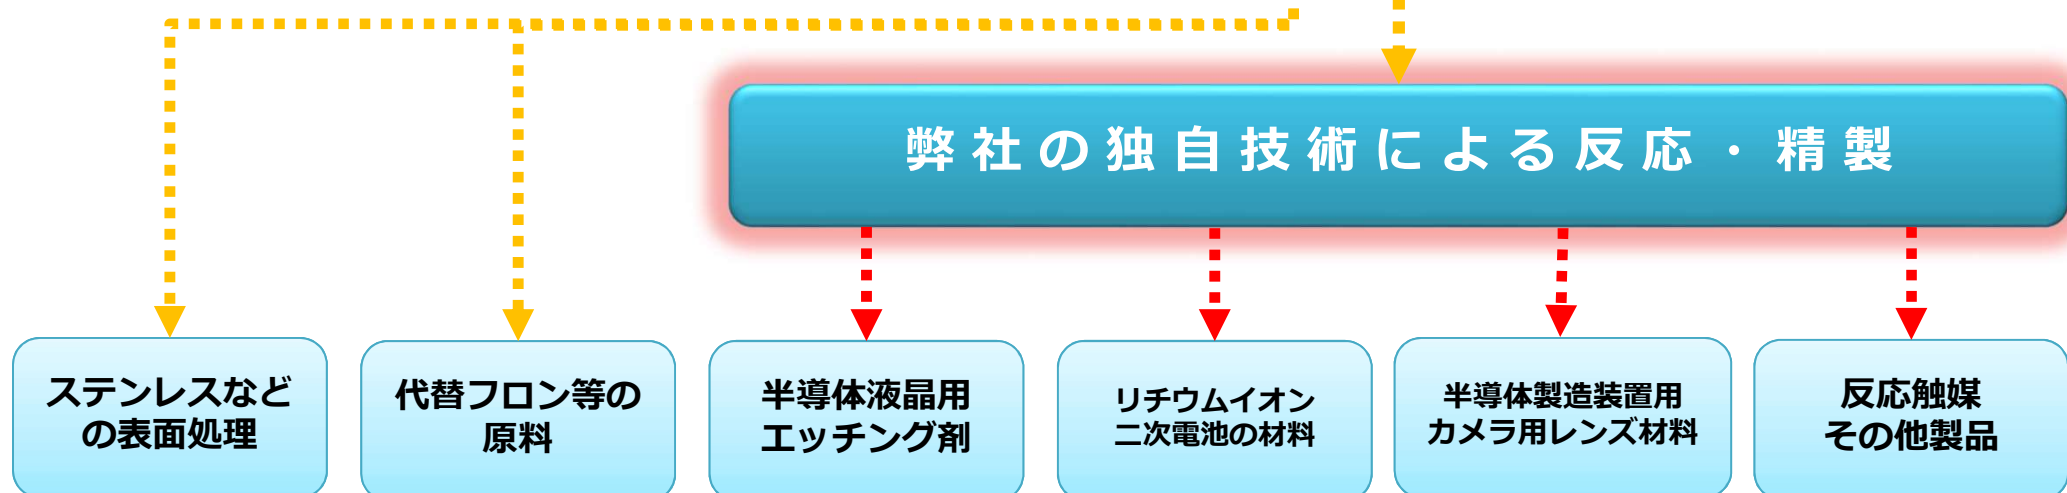 弊社の独自技術による反応・精製
ステンレスなど
の表面処理
代替フロン等の
原料
半導体液晶用
エッチング剤
リチウムイオン
二次電池の材料
半導体製造装置用
カメラ用レンズ材料
反応触媒
その他製品